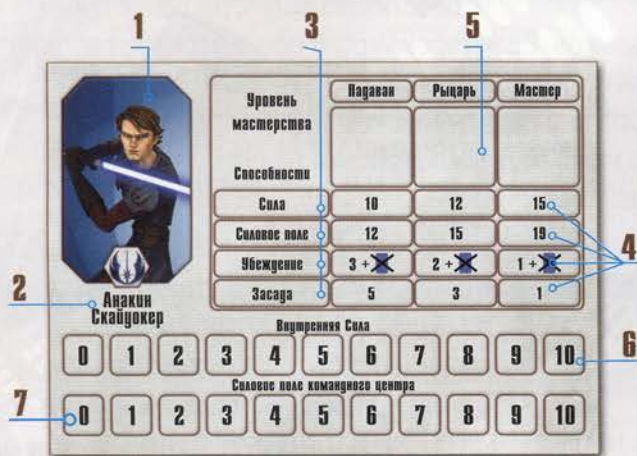 1
3
5
Уровень мастерства
Падаван Рыцарь Мастер
Способности
Сила 10 12 15
Силовое поле 12 15 19
Убеждение 3 + 2 + 1 +
Засада 5 3 1
4
2
Анакин
Скайуокер
Внутренняя Сила
0 1 2 3 4 5 6 7 8 9 10
6
Силовое поле командного центра
7
0 1 2 3 4 5 6 7 8 9 10